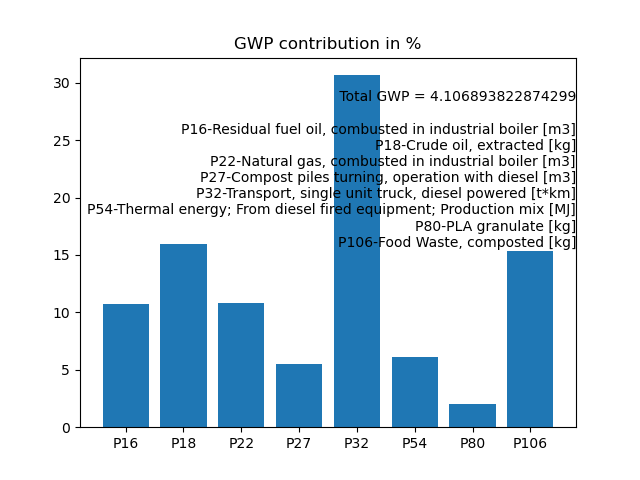 GWP contribution in %
30
25
20
15
10
5
0
Total GWP = 4.106893822874299
P16-Residual fuel oil, combusted in industrial boiler [m3]
P18-Crude oil, extracted [kg]
P22-Natural gas, combusted in industrial boiler [m3]
P27-Compost piles turning, operation with diesel [m3]
P32-Transport, single unit truck, diesel powered [t*km]
P54-Thermal energy; From diesel fired equipment; Production mix [MJ]
P80-PLA granulate [kg]
P106-Food Waste, composted [kg]
P16 P18 P22 P27 P32 P54 P80 P106